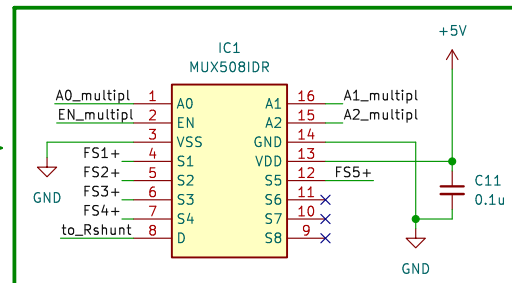 +5V
IC1
MUX508IDR
A0_multipl 1 A0 A1 16 A1_multipl
EN_multipl 2 EN A2 15 A2_multipl
3 VSS GND 14
FS1+ 4 S1 VDD 13
FS2+ 5 S2 S5 12 FS5+
FS3+ 6 S3 S6 11
FS4+ 7 S4 S7 10
to_Rshunt 8 D S8 9
GND
C11
0.1u
GND